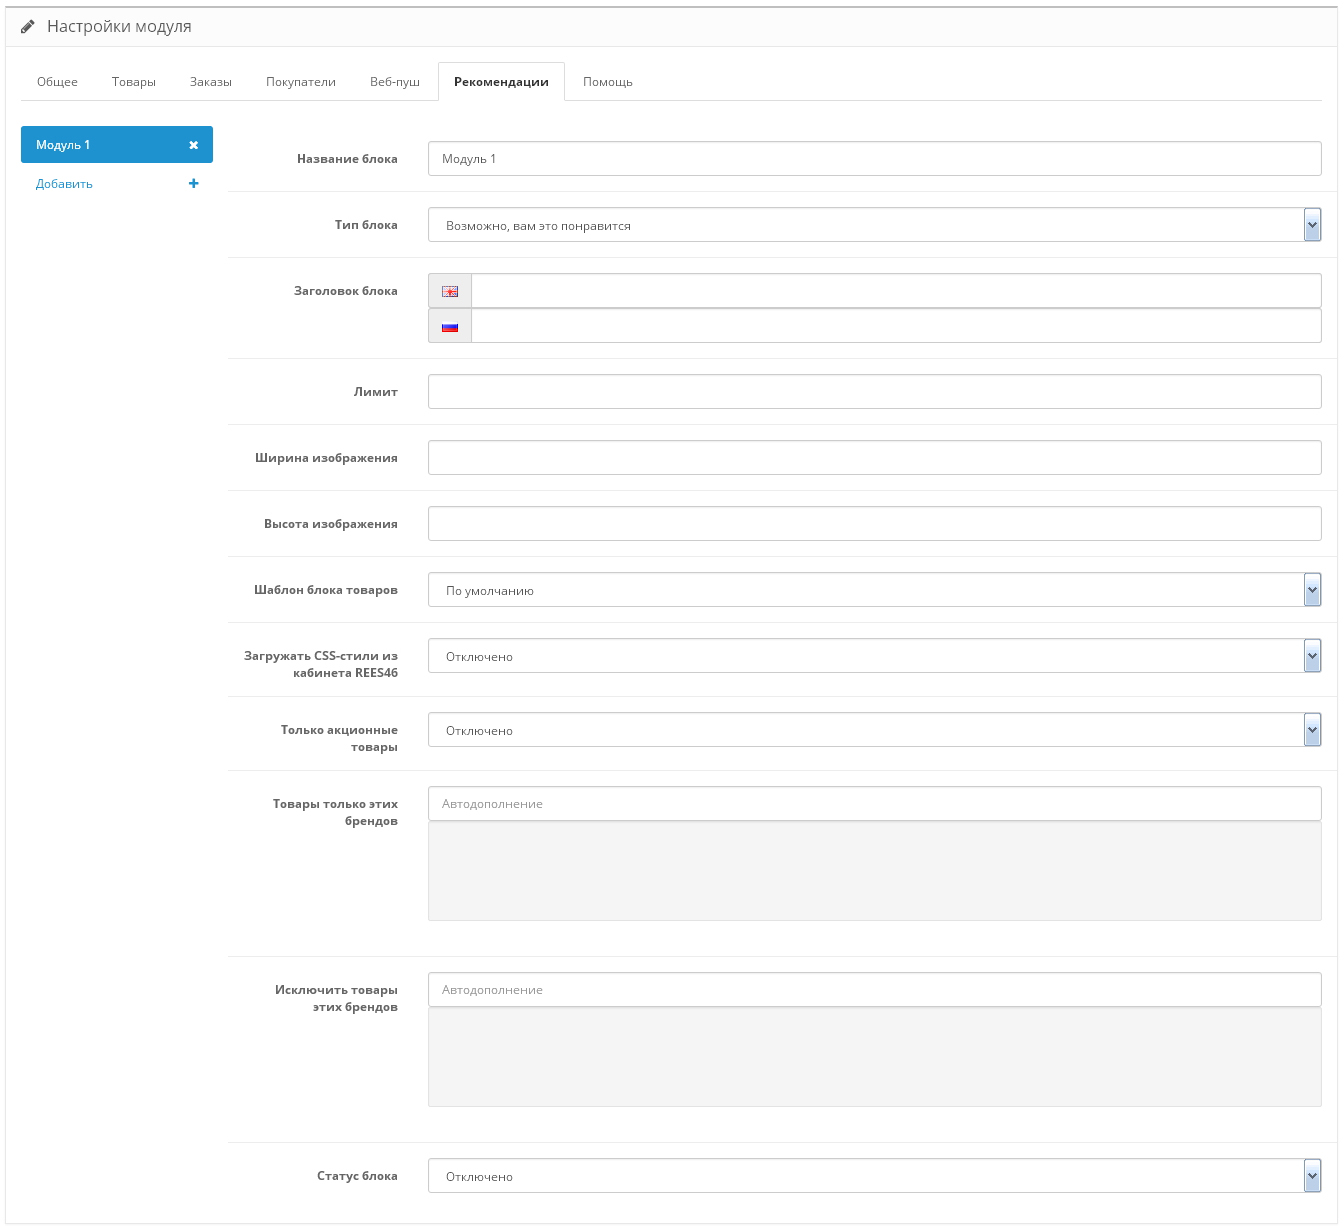 Настройки модуля
Общее Товары Заказы Покупатели Веб-пуш Рекомендации Помощь
Модуль 1
Добавить
Название блока Модуль 1
Тип блока Возможно, вам это понравится
Заголовок блока
Лимит
Ширина изображения
Высота изображения
Шаблон блока товаров По умолчанию
Загружать CSS-стили из
кабинета REES46
Отключено
Только акционные
товары
Отключено
Товары только этих
брендов
Автодополнение
Исключить товары
этих брендов
Автодополнение
Статус блока Отключено